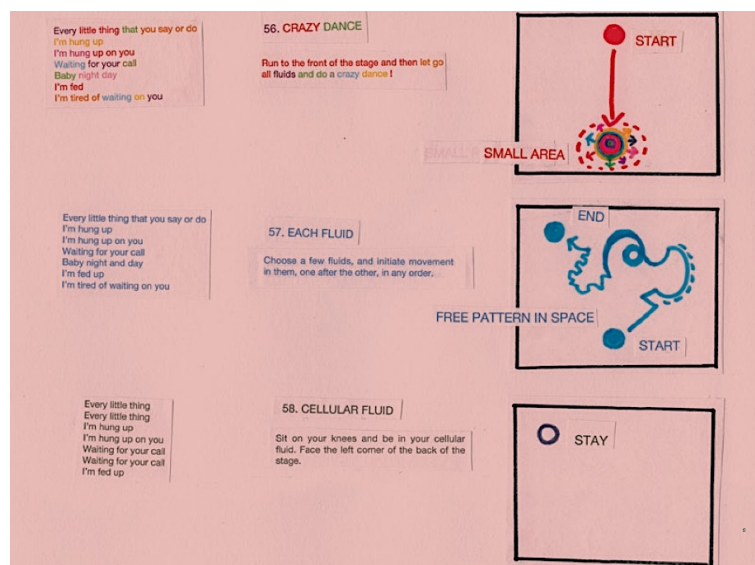 Every little thing that you say or do
I'm hung up
I'm hung up on you
Waiting for your call
Baby night day
I'm fed
I'm tired of waiting on you
56. CRAZY DANCE
Run to the front of the stage and then let go
all fluids and do a crazy dance !
START
SMALL AREA
Every little thing that you say or do
I'm hung up
I'm hung up on you
Waiting for your call
Baby night and day
I'm fed up
I'm tired of waiting on you
57. EACH FLUID
Choose a few fluids, and initiate movement
in them, one after the other, in any order.
END
FREE PATTERN IN SPACE
START
Every little thing
Every little thing
I'm hung up
I'm hung up on you
Waiting for your call
Waiting for your call
I'm fed up
58. CELLULAR FLUID
Sit on your knees and be in your cellular
fluid. Face the left corner of the back of the
stage.
STAY